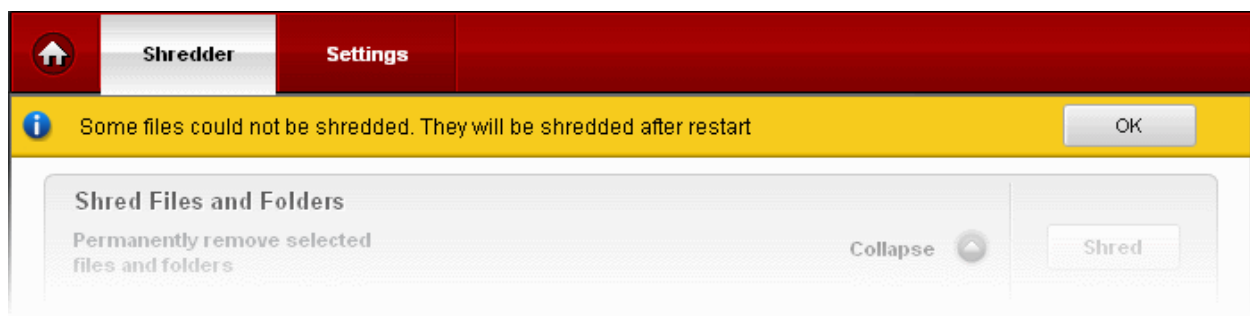 Shredder
Settings
Some files could not be shredded. They will be shredded after restart
OK
Shred Files and Folders
Permanently remove selected
files and folders
Collapse
Shred